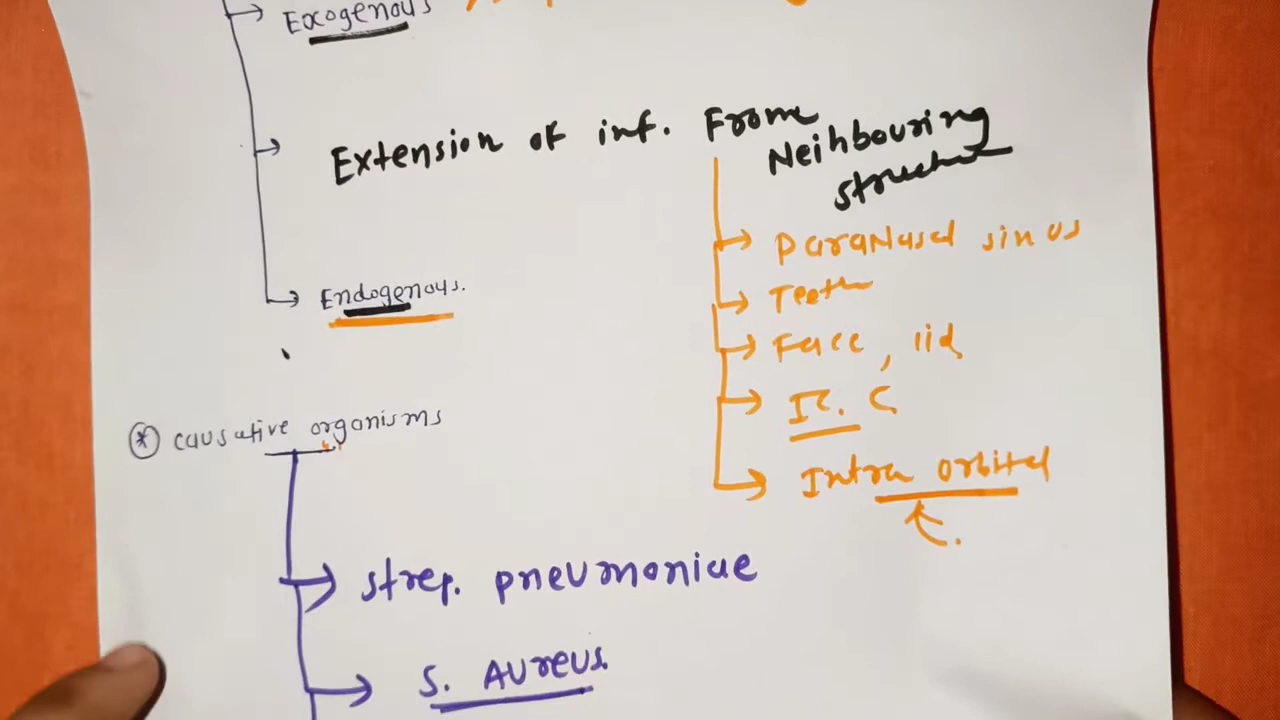 Exogenous
Extension of inf. From
Neihbouring
structure
paraNasal sinus
Teeth
Face, lid
I.C. C
Intra orbital
Endogenous.
* causative organisms
strep. pneumoniae
S. Aureus.